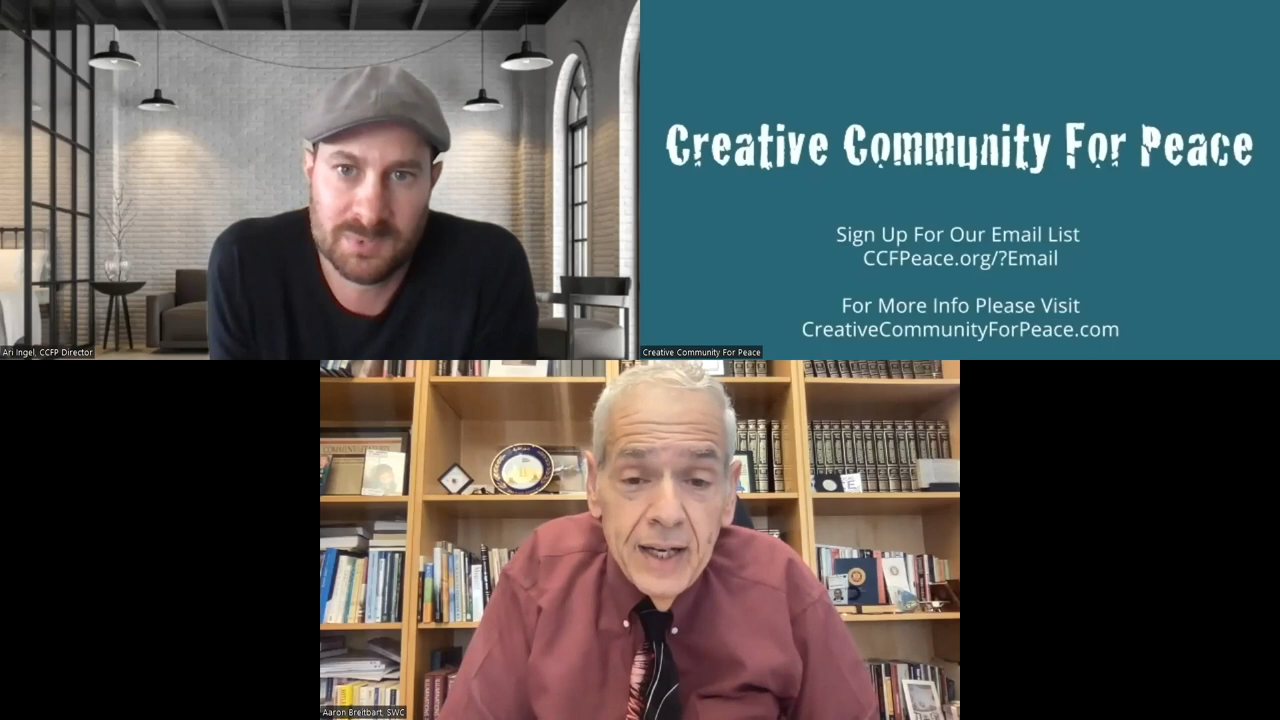 Creative Community For Peace
Sign Up For Our Email List
CCFPeace.org/?Email
For More Info Please Visit
CreativeCommunityForPeace.com
Ari Ingel, CCFP Director
Creative Community For Peace
Aaron Breitbart, SWC